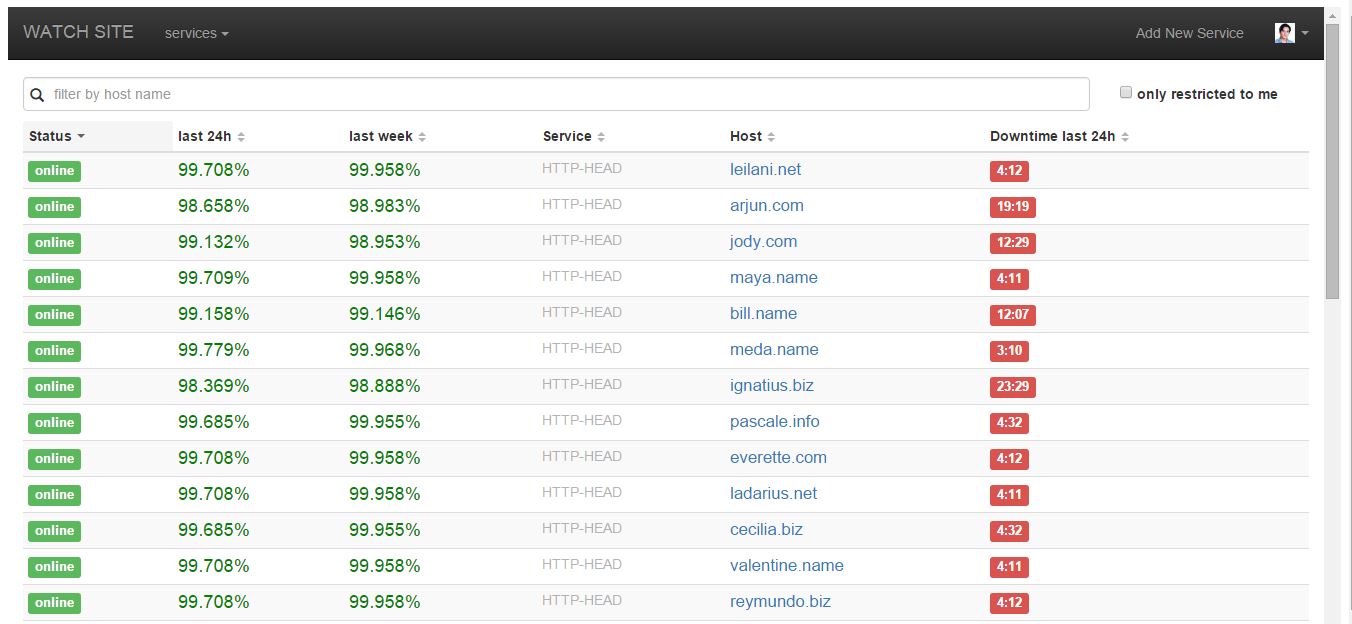 WATCH SITE services Add New Service
filter by host name only restricted to me
Status last 24h last week Service Host Downtime last 24h
online 99.708% 99.958% HTTP-HEAD leilani.net 4:12
online 98.658% 98.983% HTTP-HEAD arjun.com 19:19
online 99.132% 98.953% HTTP-HEAD jody.com 12:29
online 99.709% 99.958% HTTP-HEAD maya.name 4:11
online 99.158% 99.146% HTTP-HEAD bill.name 12:07
online 99.779% 99.968% HTTP-HEAD meda.name 3:10
online 98.369% 98.888% HTTP-HEAD ignatius.biz 23:29
online 99.685% 99.955% HTTP-HEAD pascale.info 4:32
online 99.708% 99.958% HTTP-HEAD everette.com 4:12
online 99.708% 99.958% HTTP-HEAD ladarius.net 4:11
online 99.685% 99.955% HTTP-HEAD cecilia.biz 4:32
online 99.708% 99.958% HTTP-HEAD valentine.name 4:11
online 99.708% 99.958% HTTP-HEAD reymundo.biz 4:12